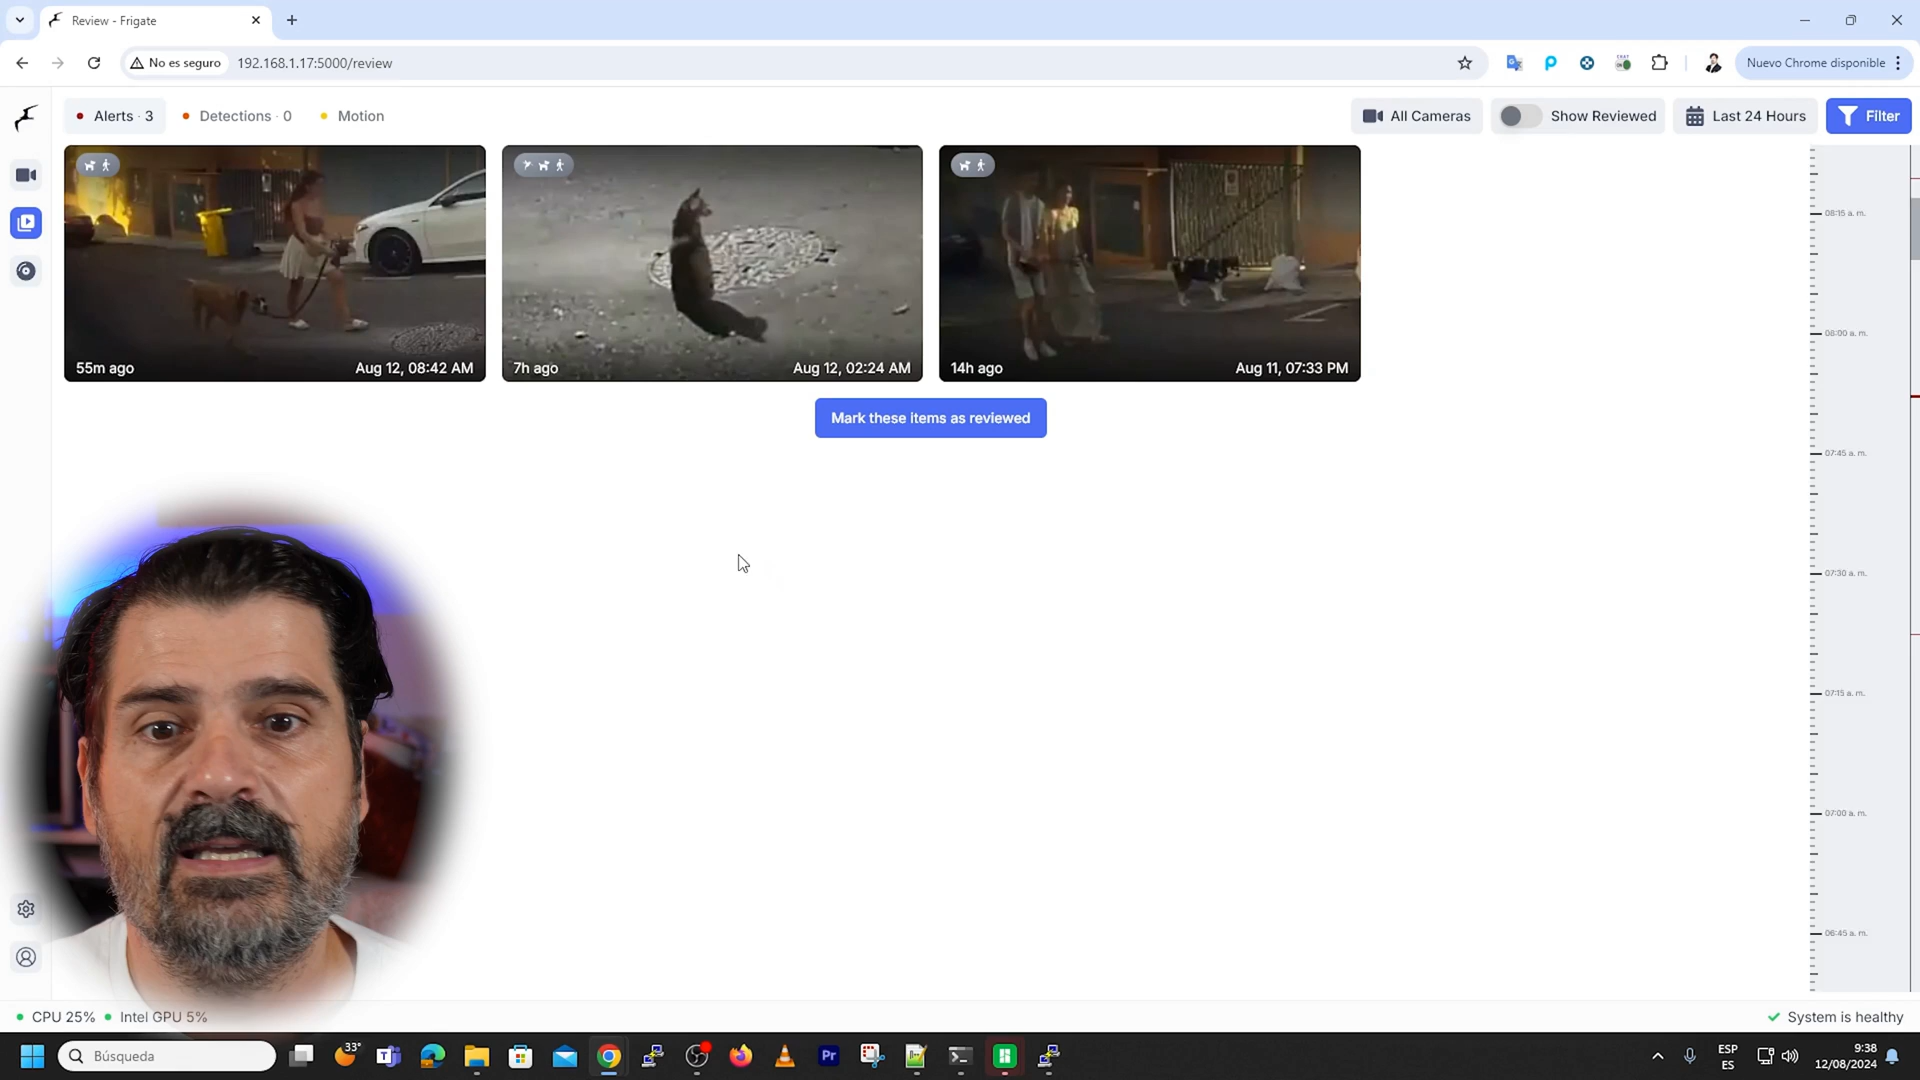 Review - Frigate
No es seguro
192.168.1.17:5000/review
Nuevo Chrome disponible
Alerts · 3
Detections · 0
Motion
All Cameras
Show Reviewed
Last 24 Hours
Filter
55m ago
Aug 12, 08:42 AM
7h ago
Aug 12, 02:24 AM
14h ago
Aug 11, 07:33 PM
Mark these items as reviewed
08:15 a. m.
08:00 a. m.
07:45 a. m.
07:30 a. m.
07:15 a. m.
07:00 a. m.
06:45 a. m.
CPU 25%
Intel GPU 5%
System is healthy
Búsqueda
33°
Pr
ESP
ES
9:38
12/08/2024